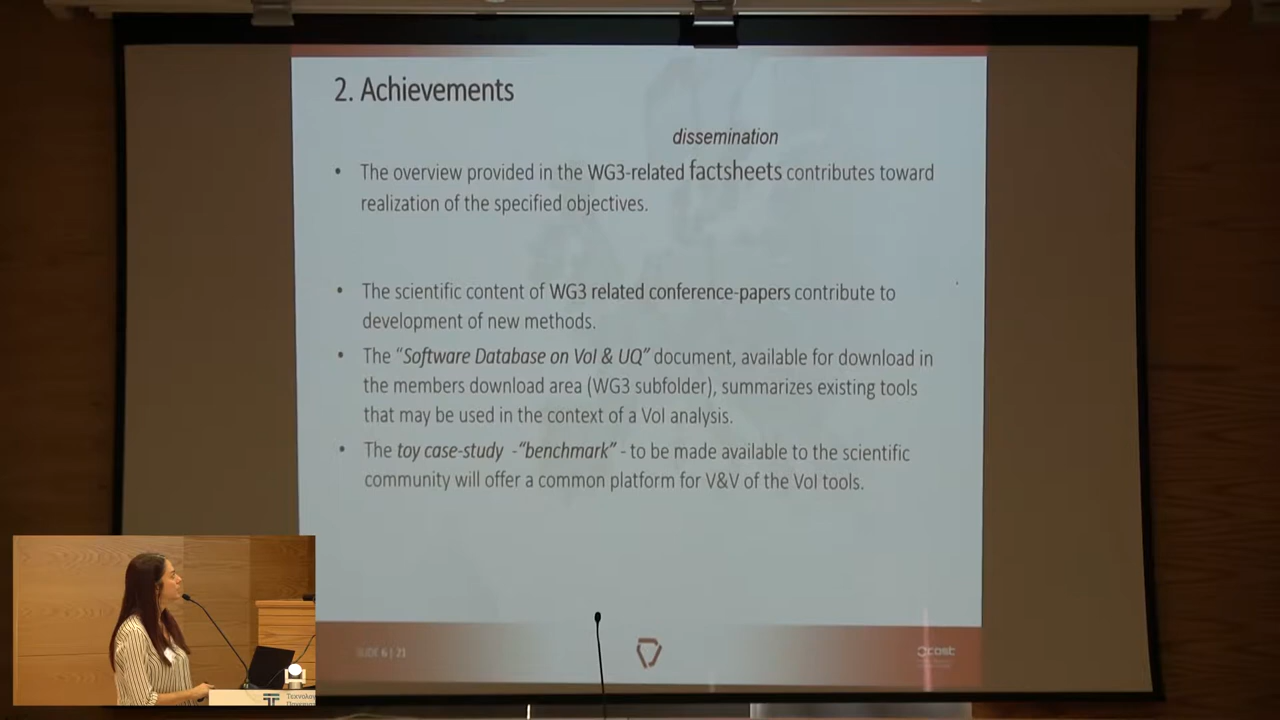 2. Achievements
dissemination
• The overview provided in the WG3-related factsheets contributes toward
realization of the specified objectives.
• The scientific content of WG3 related conference-papers contribute to
development of new methods.
• The “Software Database on VoI & UQ” document, available for download in
the members download area (WG3 subfolder), summarizes existing tools
that may be used in the context of a VoI analysis.
• The toy case-study -“benchmark” - to be made available to the scientific
community will offer a common platform for V&V of the VoI tools.
SLIDE 6 | 21
cost